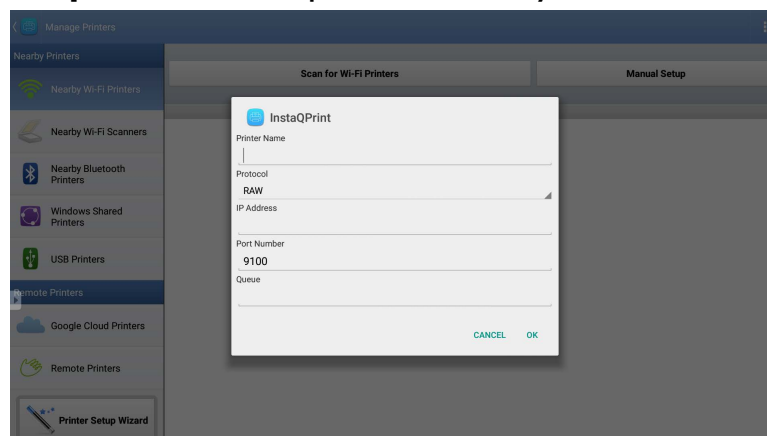 Manage Printers
Nearby Printers
Nearby Wi-Fi Printers
Nearby Wi-Fi Scanners
Nearby Bluetooth
Printers
Windows Shared
Printers
USB Printers
Remote Printers
Google Cloud Printers
Remote Printers
Printer Setup Wizard
Scan for Wi-Fi Printers
Manual Setup
InstaQPrint
Printer Name
Protocol
RAW
IP Address
Port Number
9100
Queue
CANCEL OK